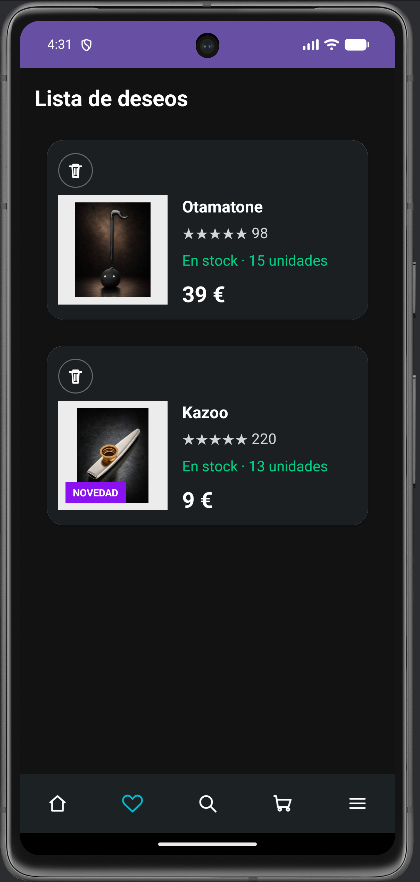 4:31
Lista de deseos
Otamatone
★★★★★ 98
En stock · 15 unidades
39 €
Kazoo
★★★★★ 220
En stock · 13 unidades
NOVEDAD
9 €